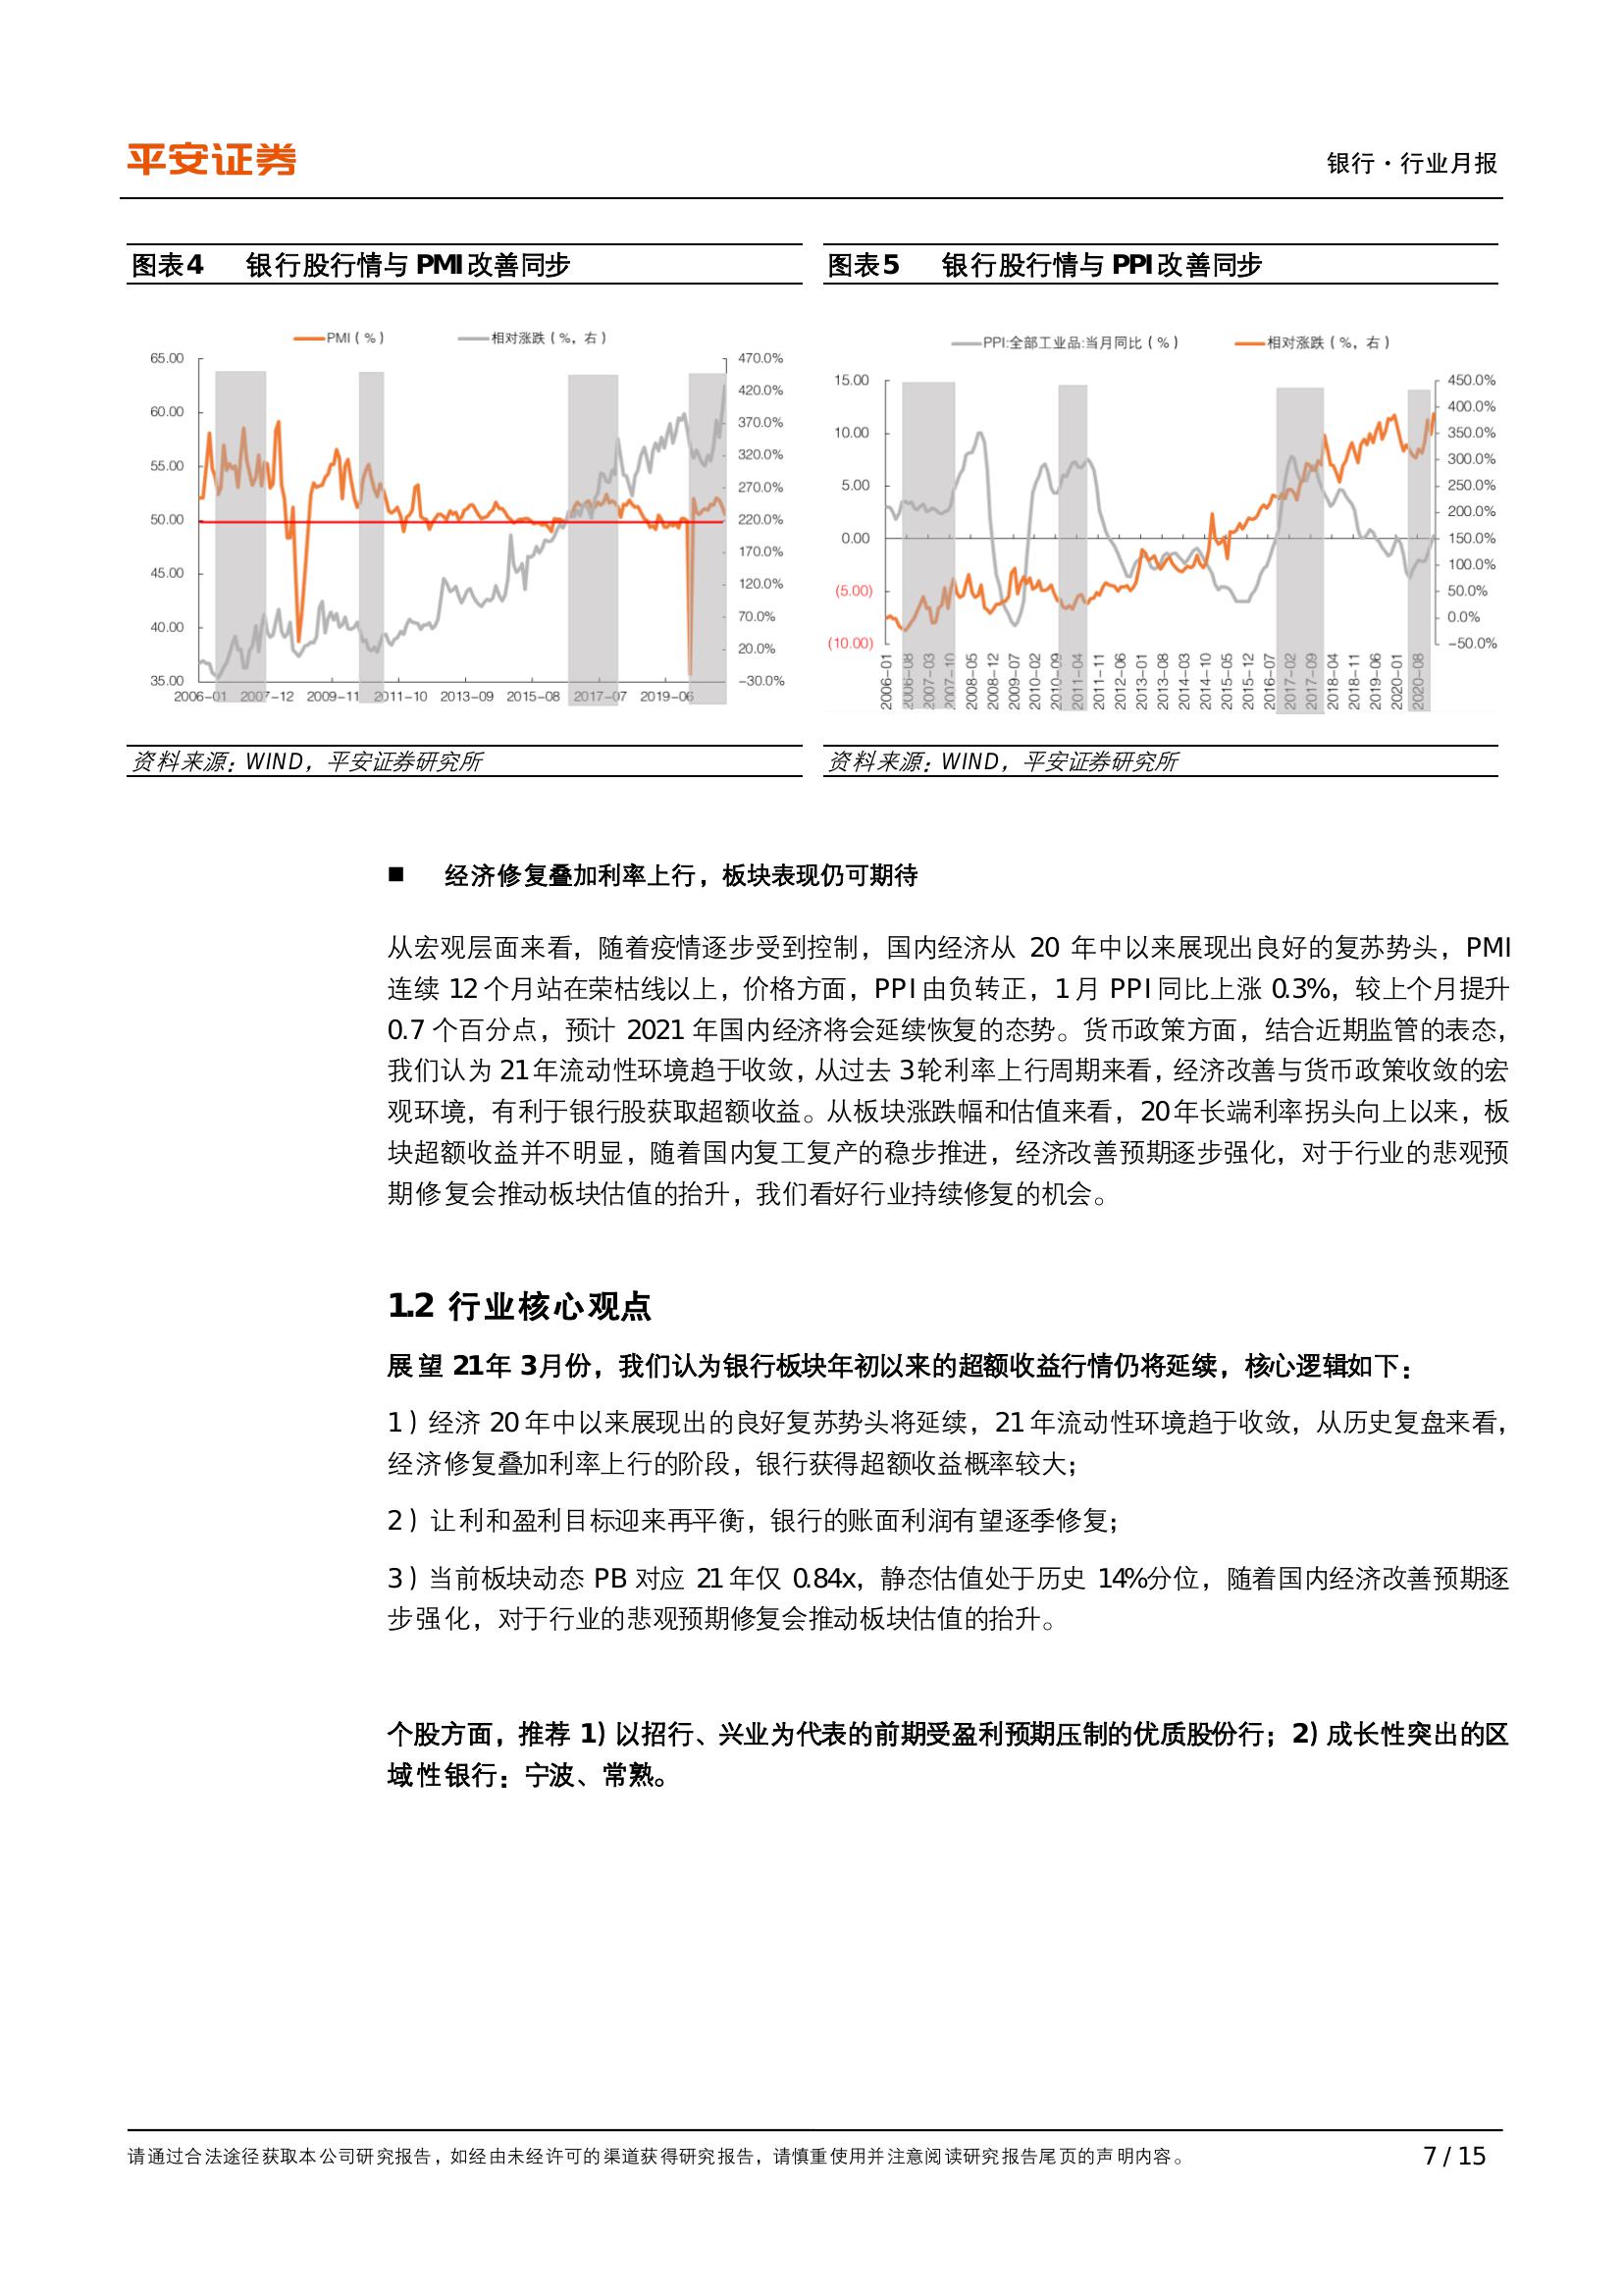 平安证券
银行·行业月报
图表4 银行股行情与 PMI 改善同步
图表5 银行股行情与 PPI 改善同步
PMI（%）
相对涨跌（%，右）
65.00
60.00
55.00
50.00
45.00
40.00
35.00
470.0%
420.0%
370.0%
320.0%
270.0%
220.0%
170.0%
120.0%
70.0%
20.0%
-30.0%
2006-01 2007-12 2009-11 2011-10 2013-09 2015-08 2017-07 2019-06
PPI:全部工业品:当月同比（%）
相对涨跌（%，右）
15.00
10.00
5.00
0.00
(5.00)
(10.00)
450.0%
400.0%
350.0%
300.0%
250.0%
200.0%
150.0%
100.0%
50.0%
0.0%
-50.0%
2006-01
2006-08
2007-03
2007-10
2008-05
2008-12
2009-07
2010-02
2010-09
2011-04
2011-11
2012-06
2013-01
2013-08
2014-03
2014-10
2015-05
2015-12
2016-07
2017-02
2017-09
2018-04
2018-11
2019-06
2020-01
2020-08
资料来源：WIND，平安证券研究所
资料来源：WIND，平安证券研究所
■ 经济修复叠加利率上行，板块表现仍可期待
从宏观层面来看，随着疫情逐步受到控制，国内经济从 20 年中以来展现出良好的复苏势头，PMI
连续 12 个月站在荣枯线以上，价格方面，PPI 由负转正，1 月 PPI 同比上涨 0.3%，较上个月提升
0.7 个百分点，预计 2021 年国内经济将会延续恢复的态势。货币政策方面，结合近期监管的表态，
我们认为 21 年流动性环境趋于收敛，从过去 3 轮利率上行周期来看，经济改善与货币政策收敛的宏
观环境，有利于银行股获取超额收益。从板块涨跌幅和估值来看，20 年长端利率拐头向上以来，板
块超额收益并不明显，随着国内复工复产的稳步推进，经济改善预期逐步强化，对于行业的悲观预
期修复会推动板块估值的抬升，我们看好行业持续修复的机会。
1.2 行业核心观点
展望 21 年 3 月份，我们认为银行板块年初以来的超额收益行情仍将延续，核心逻辑如下：
1）经济 20 年中以来展现出的良好复苏势头将延续，21 年流动性环境趋于收敛，从历史复盘来看，
经济修复叠加利率上行的阶段，银行获得超额收益概率较大；
2）让利和盈利目标迎来再平衡，银行的账面利润有望逐季修复；
3）当前板块动态 PB 对应 21 年仅 0.84x，静态估值处于历史 14%分位，随着国内经济改善预期逐
步强化，对于行业的悲观预期修复会推动板块估值的抬升。
个股方面，推荐 1) 以招行、兴业为代表的前期受盈利预期压制的优质股份行；2) 成长性突出的区
域性银行：宁波、常熟。
请通过合法途径获取本公司研究报告，如经由未经许可的渠道获得研究报告，请慎重使用并注意阅读研究报告尾页的声明内容。
7 / 15